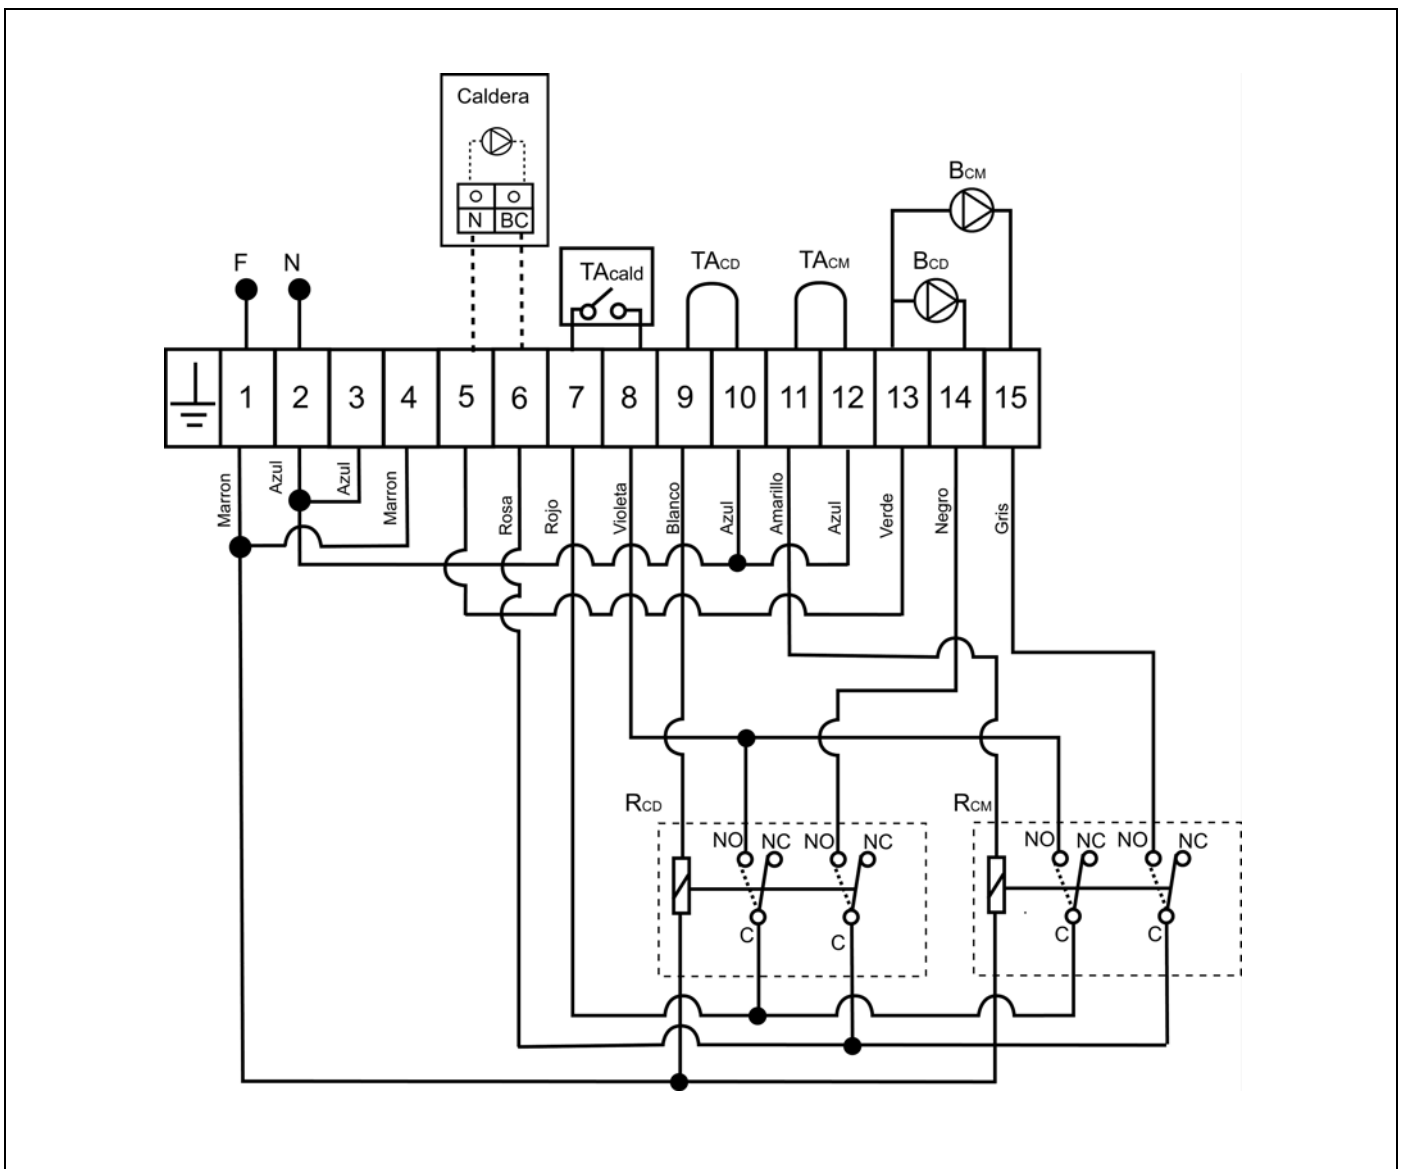 Caldera
N BC
BCM
F N
TAcald
TACD
TACM
BCD
1 2 3 4 5 6 7 8 9 10 11 12 13 14 15
Marron
Azul
Azul
Marron
Rosa
Rojo
Violeta
Blanco
Azul
Amarillo
Azul
Verde
Negro
Gris
RCD
RCM
NO NC NO NC NO NC NO NC
C C C C